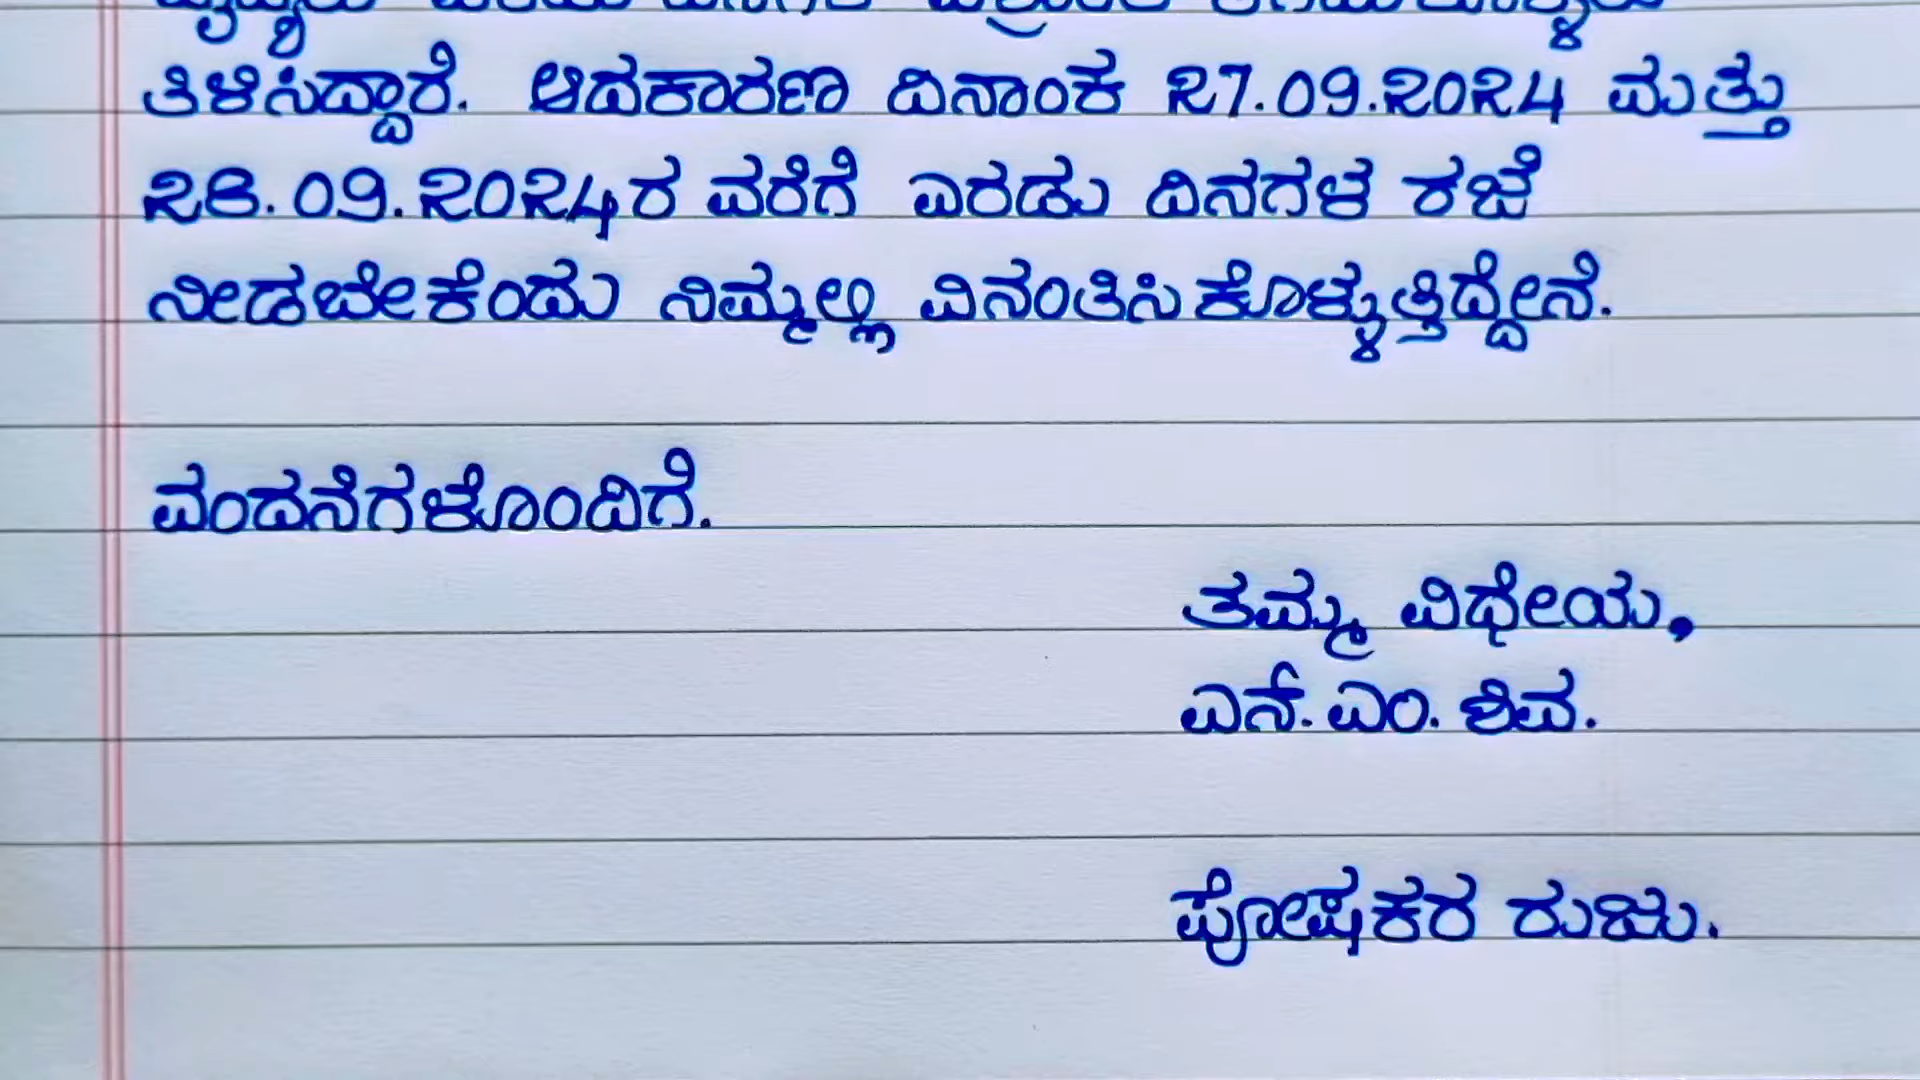 ತಿಳಿಸಿದ್ದಾರೆ. ಆದಕಾರಣ ದಿನಾಂಕ 27.09.2024 ಮತ್ತು
28.09.2024ರ ವರೆಗೆ ಎರಡು ದಿನಗಳ ರಜೆ
ನೀಡಬೇಕೆಂದು ನಿಮ್ಮಲ್ಲಿ ವಿನಂತಿಸಿಕೊಳ್ಳುತ್ತಿದ್ದೇನೆ.
ವಂದನೆಗಳೊಂದಿಗೆ.
ತಮ್ಮ ವಿಧೇಯ,
ಎನ್. ಎಂ. ಶಿವ.
ಪೋಷಕರ ರುಜು.